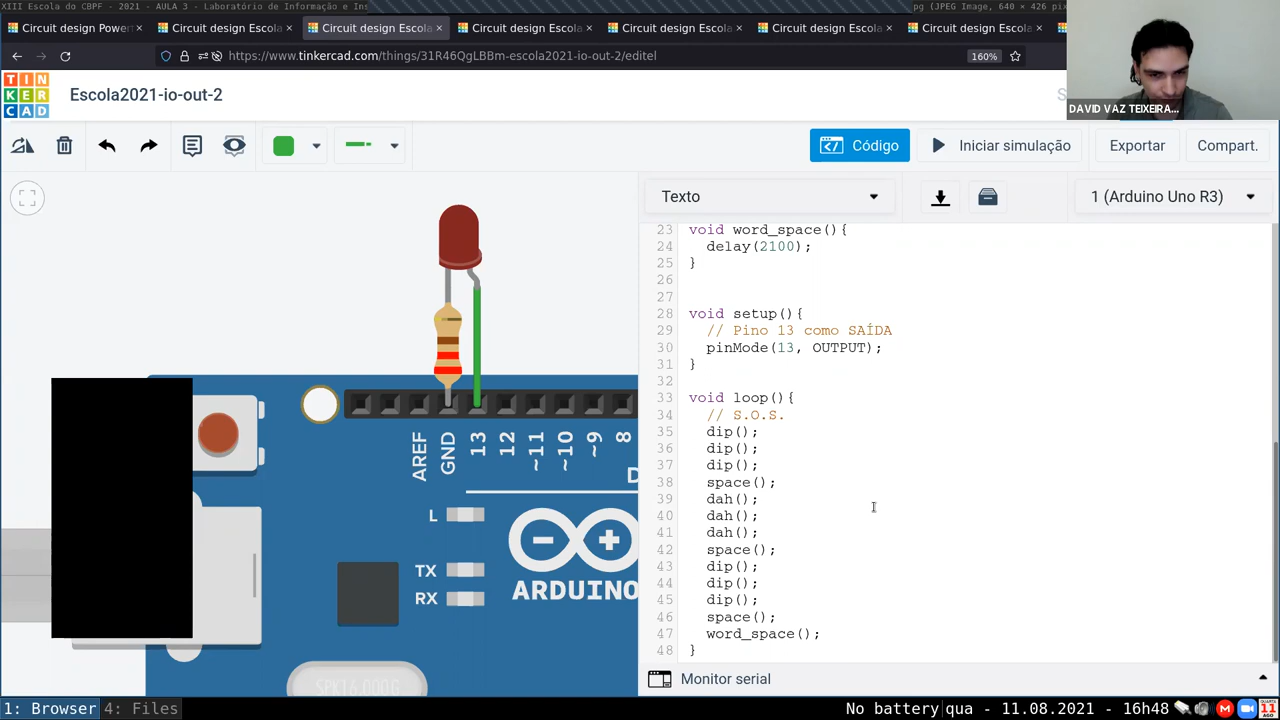 XIII Escola do CBPF - 2021 - AULA 3 - Laboratório de Informação e Ins
pg (JPEG Image, 640 × 426 pix
Circuit design Power
Circuit design Escola
Circuit design Escola
Circuit design Escola
Circuit design Escola
Circuit design Escola
Circuit design Escola
https://www.tinkercad.com/things/31R46QgLBBm-escola2021-io-out-2/editel
160%
TINKERCAD
Escola2021-io-out-2
DAVID VAZ TEIXEIRA...
Código
Iniciar simulação
Exportar
Compart.
Texto
1 (Arduino Uno R3)
23 void word_space(){
24 delay(2100);
25 }
26
27
28 void setup(){
29 // Pino 13 como SAÍDA
30 pinMode(13, OUTPUT);
31 }
32
33 void loop(){
34 // S.O.S.
35 dip();
36 dip();
37 dip();
38 space();
39 dah();
40 dah();
41 dah();
42 space();
43 dip();
44 dip();
45 dip();
46 space();
47 word_space();
48 }
AREF
GND
13
12
~11
~10
~9
8
D
L
TX
RX
ARDUINO
SPK16.000G
Monitor serial
1: Browser
4: Files
No battery
qua - 11.08.2021 - 16h48
QUARTA
11
AGO